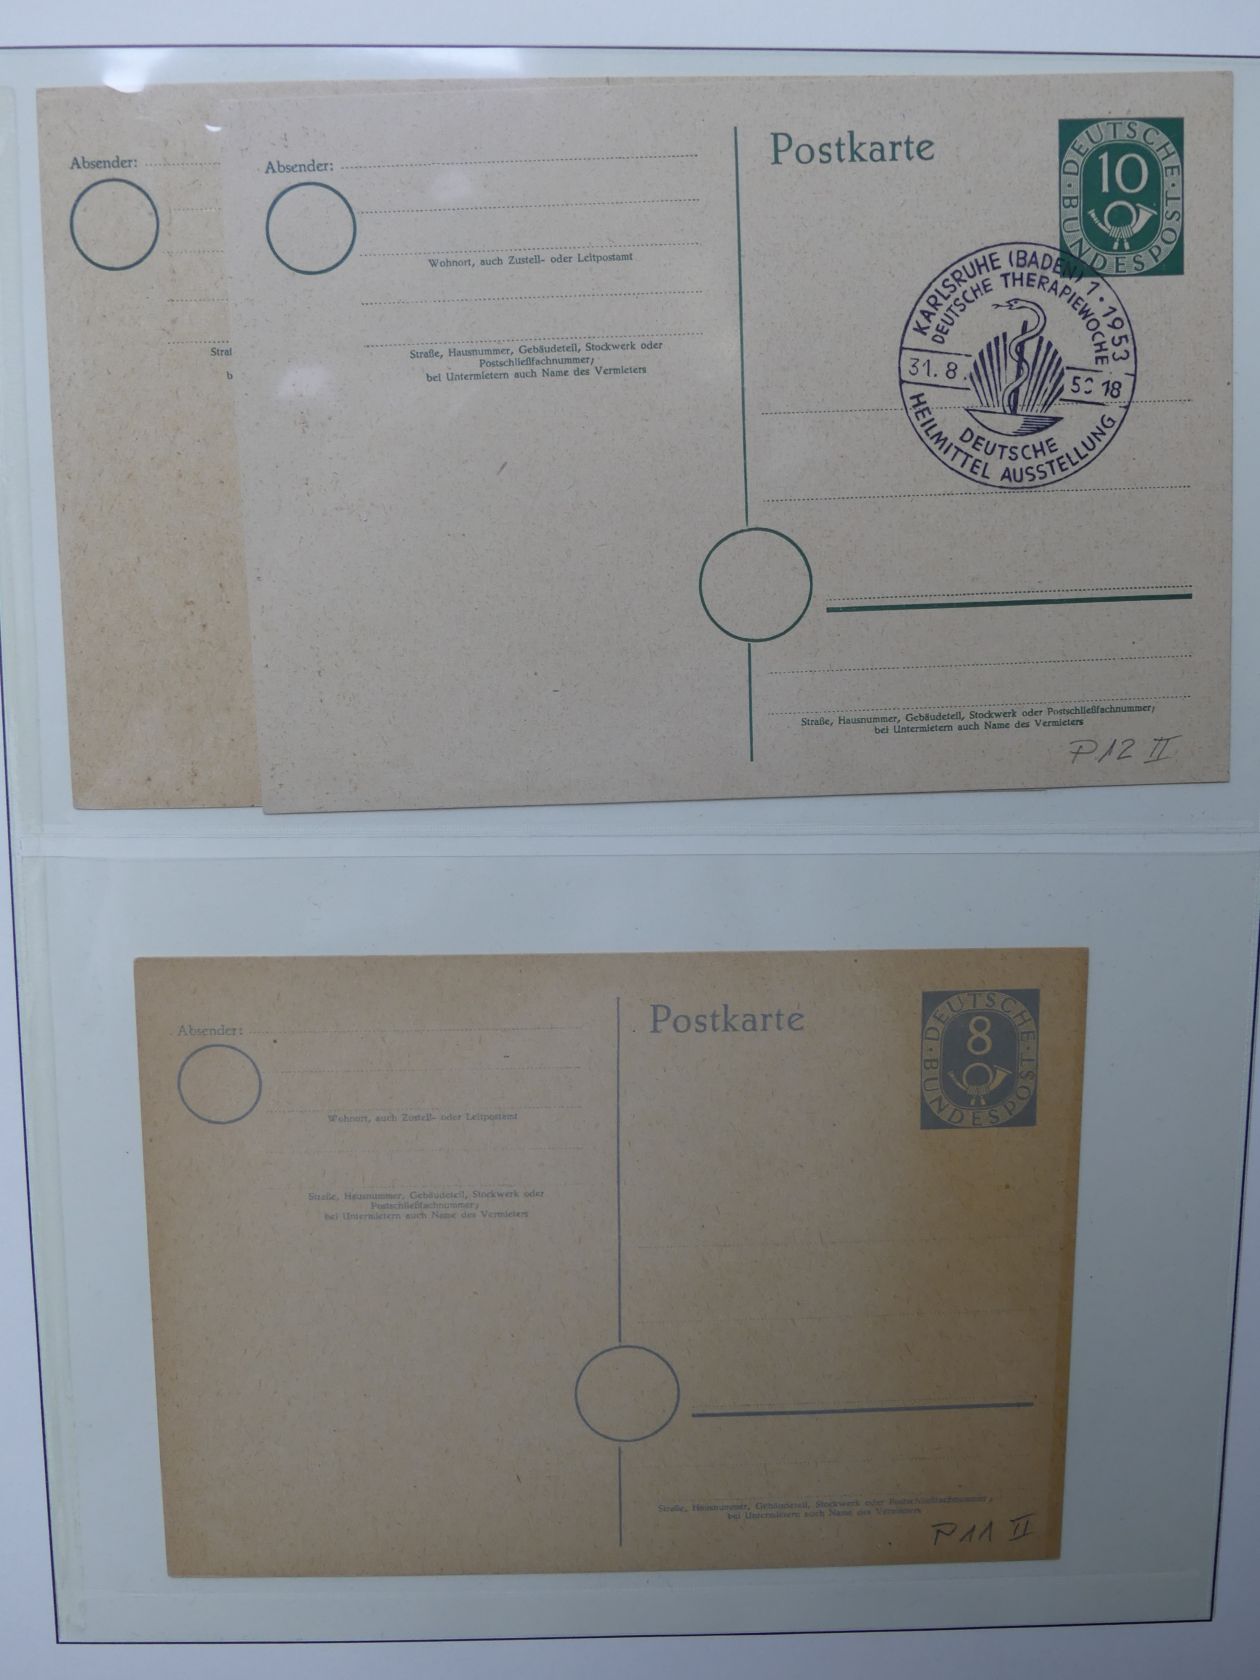 Absender:
Straß
b
Absender:
Wohnort, auch Zustell- oder Leitpostamt
Straße, Hausnummer, Gebäudeteil, Stockwerk oder
Postschließfachnummer;
bei Untermietern auch Name des Vermieters
Postkarte
DEUTSCHE
10
BUNDESPOST
KARLSRUHE (BADEN) 1 · 1953
DEUTSCHE THERAPIEWOCHE
31. 8. 18
DEUTSCHE
HEILMITTEL AUSSTELLUNG
Straße, Hausnummer, Gebäudeteil, Stockwerk oder Postschließfachnummer;
bei Untermietern auch Name des Vermieters
P12 II
Absender:
Wohnort, auch Zustell- oder Leitpostamt
Straße, Hausnummer, Gebäudeteil, Stockwerk oder
Postschließfachnummer;
bei Untermietern auch Name des Vermieters
Postkarte
DEUTSCHE
8
BUNDESPOST
Straße, Hausnummer, Gebäudeteil, Stockwerk oder Postschließfachnummer;
bei Untermietern auch Name des Vermieters
P11 II